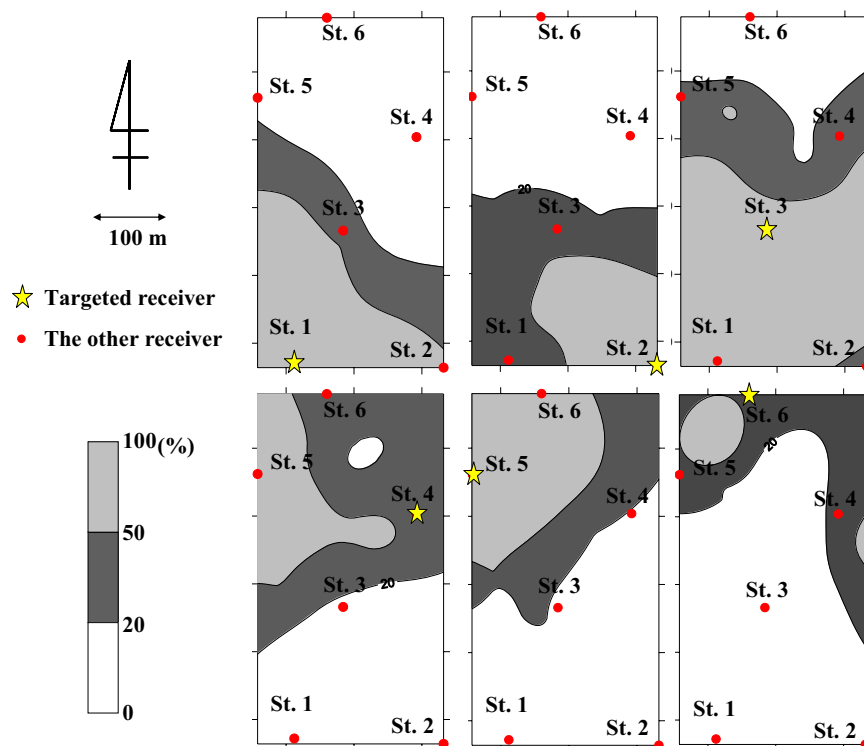 St. 6
St. 5
St. 4
St. 3
St. 1
St. 2
St. 6
St. 5
St. 4
20
St. 3
St. 1
St. 2
St. 6
St. 5
St. 4
St. 3
St. 1
St. 2
100 m
Targeted receiver
The other receiver
100 (%)
50
20
0
St. 6
St. 5
St. 4
20
St. 3
St. 1
St. 2
St. 6
St. 5
St. 4
St. 3
St. 1
St. 2
St. 6
20
St. 5
St. 4
St. 3
St. 1
St. 2